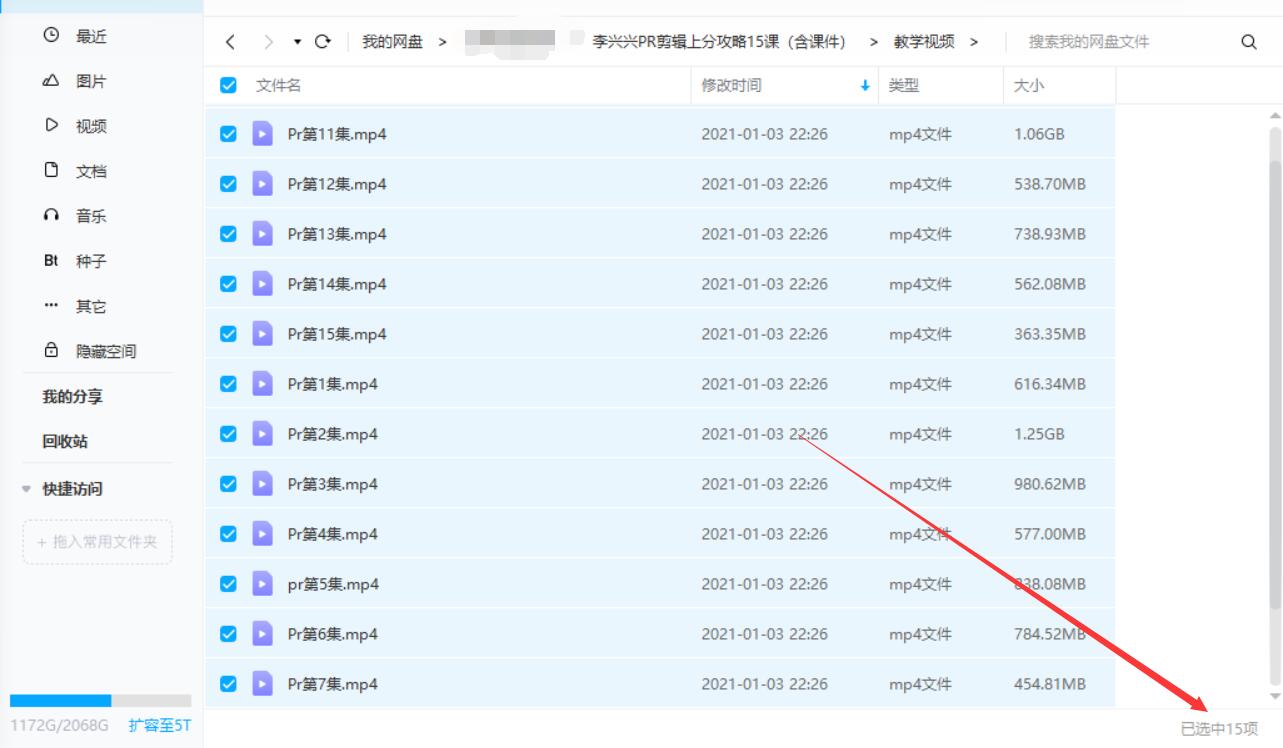 最近
图片
视频
文档
音乐
Bt 种子
其它
隐藏空间
我的分享
回收站
快捷访问
+ 拖入常用文件夹
1172G/2068G 扩容至5T
我的网盘 > 李兴兴PR剪辑上分攻略15课（含课件） > 教学视频 > 搜索我的网盘文件
文件名 修改时间 类型 大小
Pr第11集.mp4 2021-01-03 22:26 mp4文件 1.06GB
Pr第12集.mp4 2021-01-03 22:26 mp4文件 538.70MB
Pr第13集.mp4 2021-01-03 22:26 mp4文件 738.93MB
Pr第14集.mp4 2021-01-03 22:26 mp4文件 562.08MB
Pr第15集.mp4 2021-01-03 22:26 mp4文件 363.35MB
Pr第1集.mp4 2021-01-03 22:26 mp4文件 616.34MB
Pr第2集.mp4 2021-01-03 22:26 mp4文件 1.25GB
Pr第3集.mp4 2021-01-03 22:26 mp4文件 980.62MB
Pr第4集.mp4 2021-01-03 22:26 mp4文件 577.00MB
pr第5集.mp4 2021-01-03 22:26 mp4文件 838.08MB
Pr第6集.mp4 2021-01-03 22:26 mp4文件 784.52MB
Pr第7集.mp4 2021-01-03 22:26 mp4文件 454.81MB
已选中15项